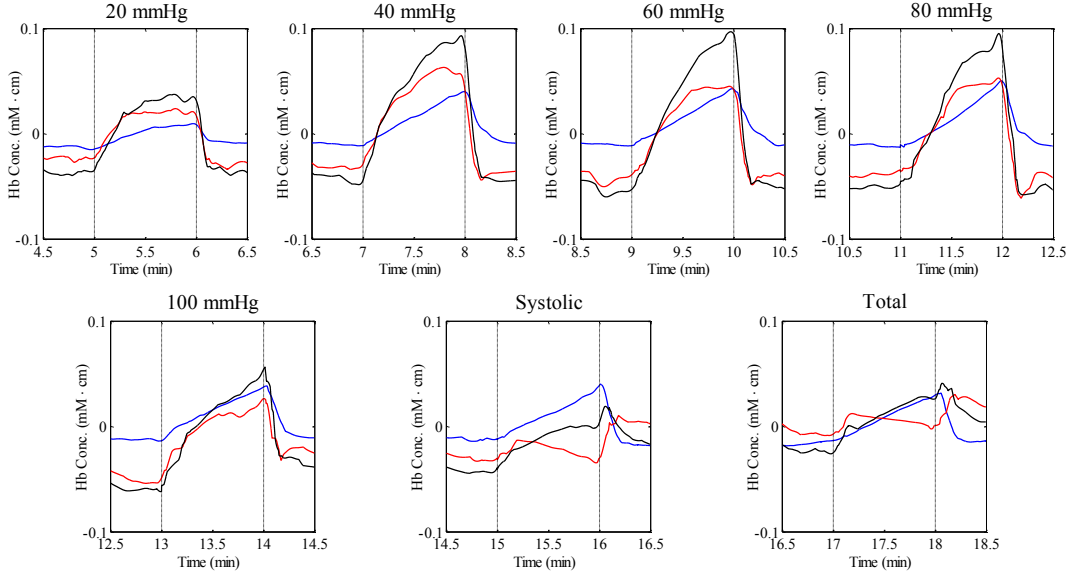 20 mmHg 40 mmHg 60 mmHg 80 mmHg
0.1 0.1 0.1 0.1
0 0 0 0
-0.1 -0.1 -0.1 -0.1
Hb Conc. (mM · cm) Hb Conc. (mM · cm) Hb Conc. (mM · cm) Hb Conc. (mM · cm)
4.5 5 5.5 6 6.5 6.5 7 7.5 8 8.5 8.5 9 9.5 10 10.5 10.5 11 11.5 12 12.5
Time (min) Time (min) Time (min) Time (min)
100 mmHg Systolic Total
0.1 0.1 0.1
0 0 0
-0.1 -0.1 -0.1
Hb Conc. (mM · cm) Hb Conc. (mM · cm) Hb Conc. (mM · cm)
12.5 13 13.5 14 14.5 14.5 15 15.5 16 16.5 16.5 17 17.5 18 18.5
Time (min) Time (min) Time (min)